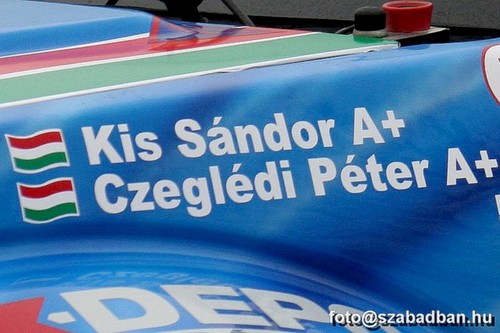 Kis Sándor A+
Czeglédi Péter A+
foto@szabadban.hu